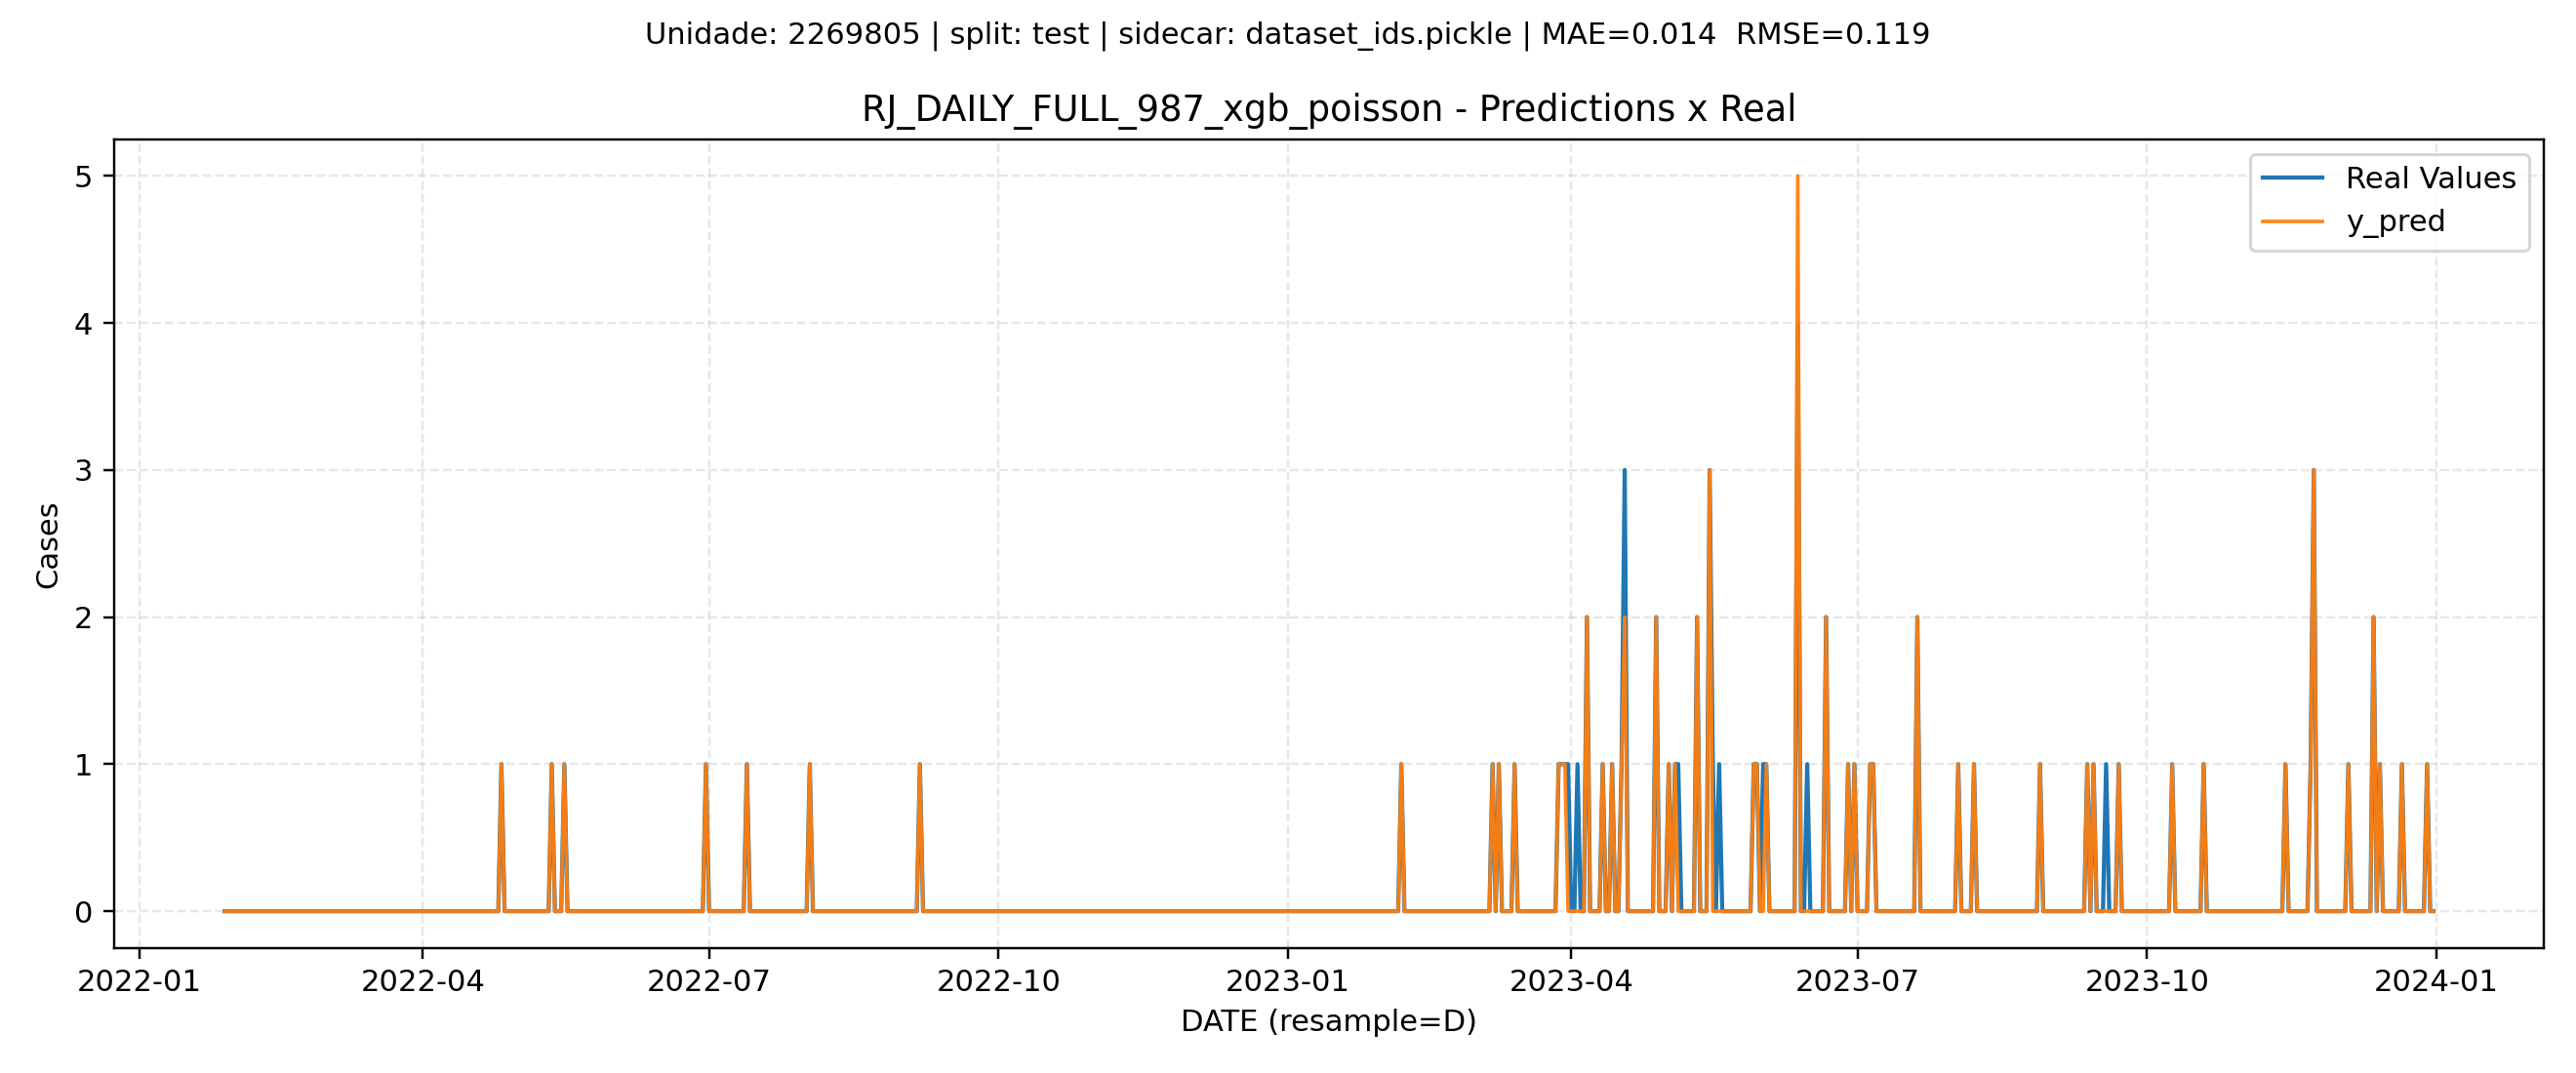 Unidade: 2269805 | split: test | sidecar: dataset_ids.pickle | MAE=0.014  RMSE=0.119
RJ_DAILY_FULL_987_xgb_poisson - Predictions x Real
Real Values
y_pred
5
4
3
2
1
0
Cases
2022-01
2022-04
2022-07
2022-10
2023-01
2023-04
2023-07
2023-10
2024-01
DATE (resample=D)